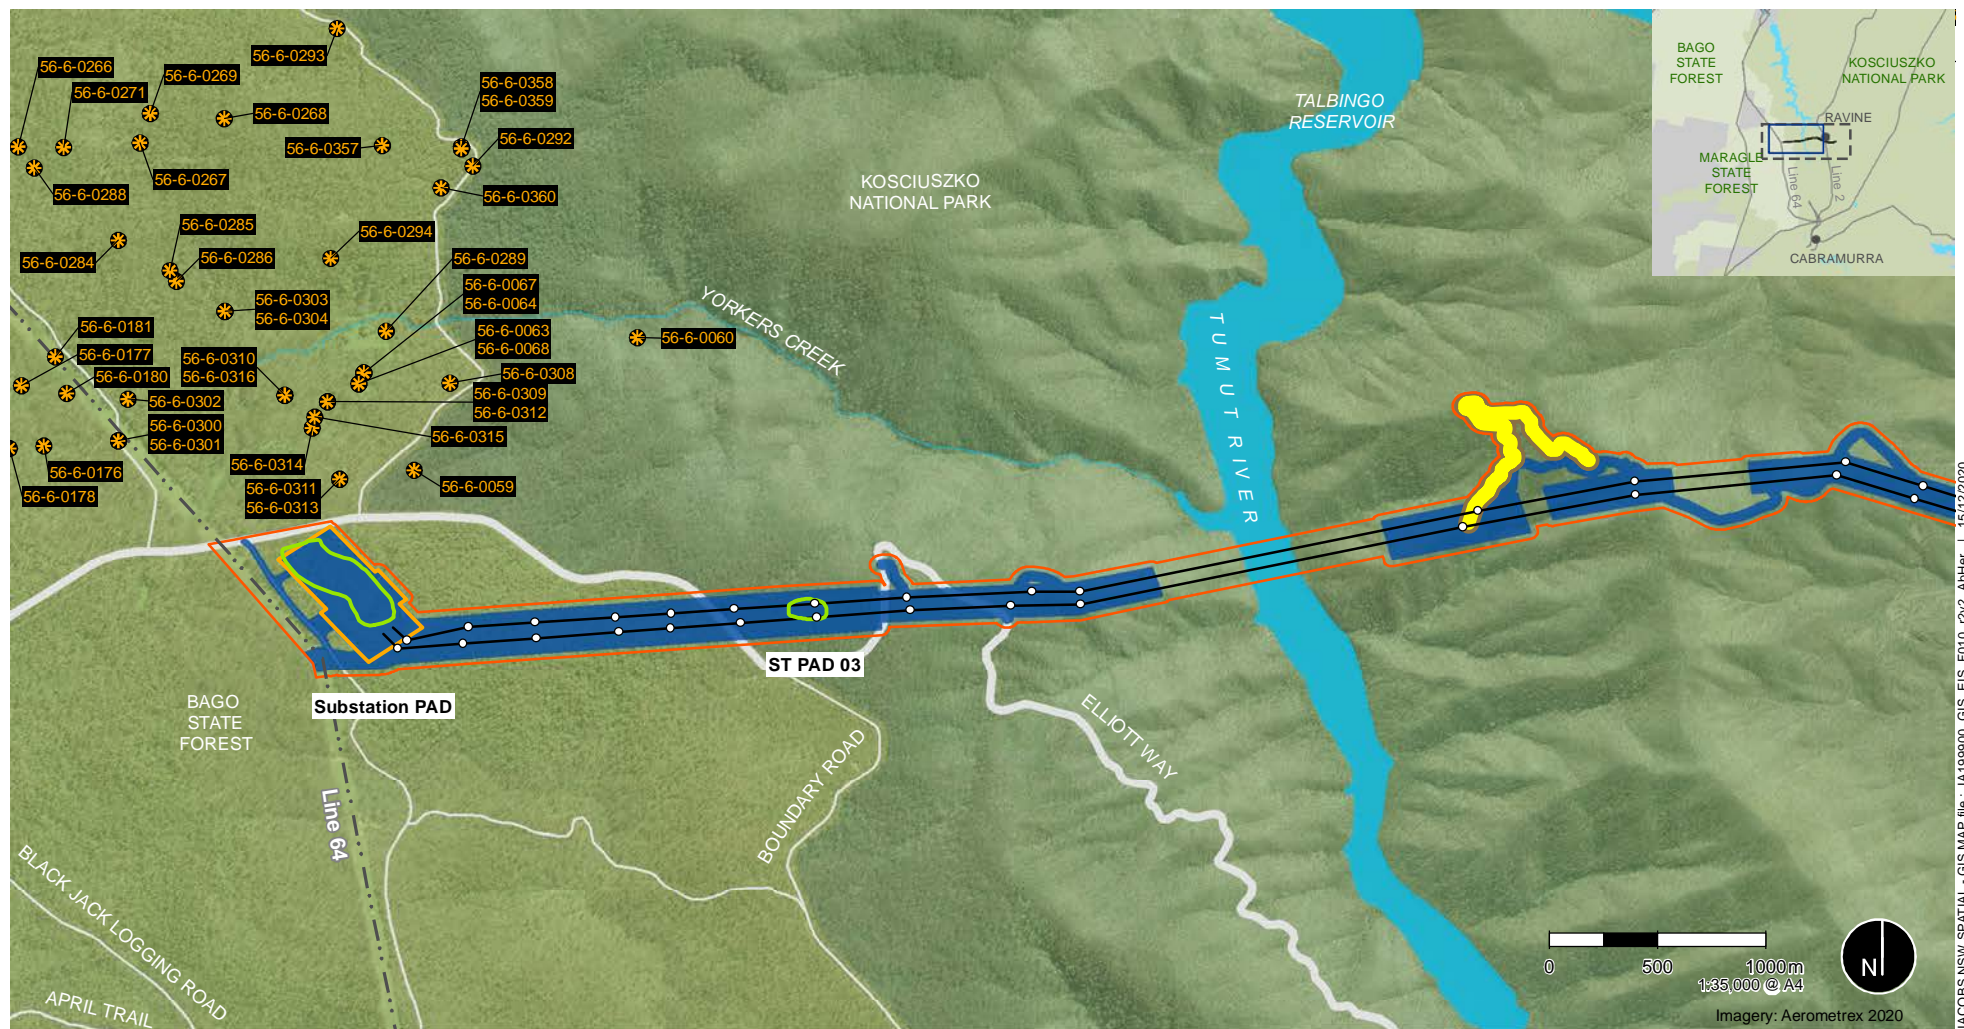 56-6-0293
56-6-0266
56-6-0269
56-6-0271
56-6-0268
56-6-0358
56-6-0359
56-6-0357
56-6-0292
56-6-0267
56-6-0288
56-6-0360
56-6-0285
56-6-0294
56-6-0284
56-6-0286
56-6-0289
56-6-0067
56-6-0064
56-6-0303
56-6-0304
56-6-0063
56-6-0068
56-6-0060
56-6-0181
56-6-0177
56-6-0180
56-6-0310
56-6-0316
56-6-0308
56-6-0302
56-6-0309
56-6-0312
56-6-0300
56-6-0301
56-6-0315
56-6-0314
56-6-0176
56-6-0178
56-6-0311
56-6-0313
56-6-0059
KOSCIUSZKO
NATIONAL PARK
TALBINGO
RESERVOIR
YORKERS CREEK
TUMUT RIVER
BAGO
STATE
FOREST
KOSCIUSZKO
NATIONAL PARK
RAVINE
MARAGLE
STATE
FOREST
Line 64
Line 2
CABRAMURRA
ST PAD 03
Substation PAD
BAGO
STATE
FOREST
Line 64
BOUNDARY ROAD
ELLIOTT WAY
BLACK JACK LOGGING ROAD
APRIL TRAIL
0 500 1000m
1:35,000 @ A4
N
Imagery: Aerometrex 2020